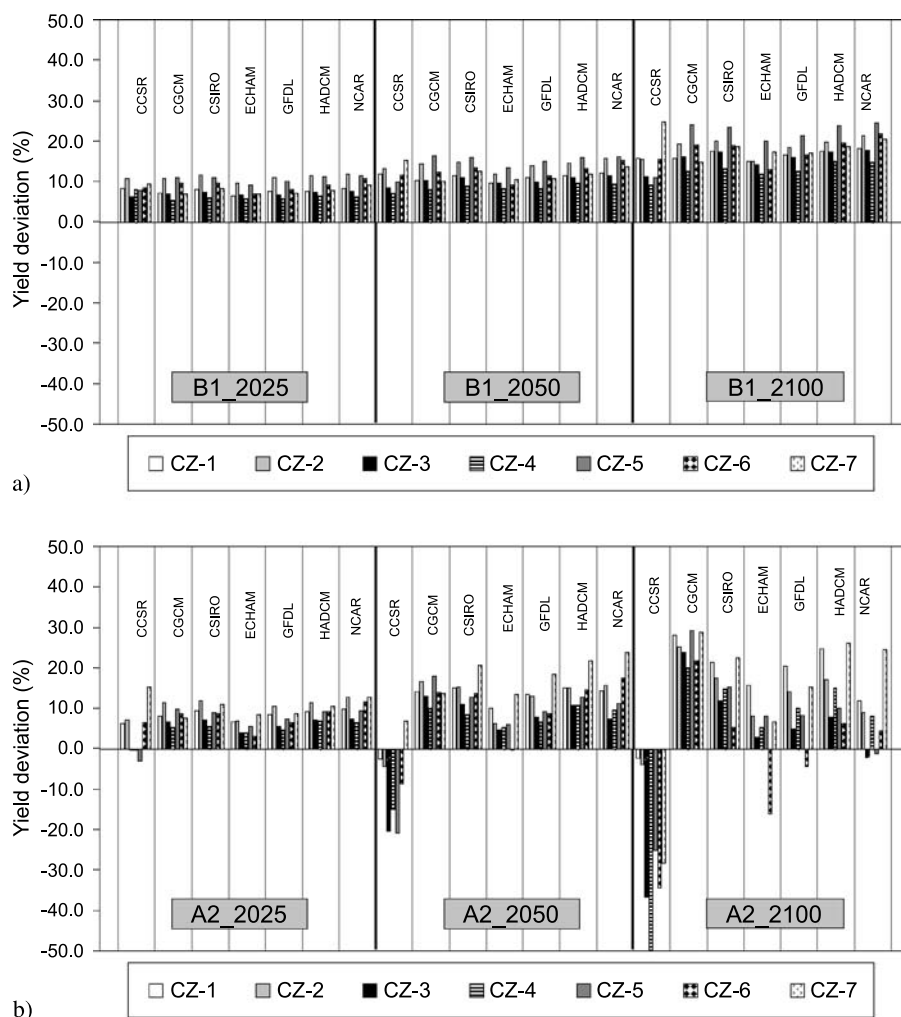 50.0
40.0
30.0
20.0
10.0
0.0
-10.0
-20.0
-30.0
-40.0
-50.0
Yield deviation (%)
CCSR CGCM CSIRO ECHAM GFDL HADCM NCAR CCSR CGCM CSIRO ECHAM GFDL HADCM NCAR CCSR CGCM CSIRO ECHAM GFDL HADCM NCAR
B1_2025 B1_2050 B1_2100
CZ-1 CZ-2 CZ-3 CZ-4 CZ-5 CZ-6 CZ-7
a)
50.0
40.0
30.0
20.0
10.0
0.0
-10.0
-20.0
-30.0
-40.0
-50.0
Yield deviation (%)
CCSR CGCM CSIRO ECHAM GFDL HADCM NCAR CCSR CGCM CSIRO ECHAM GFDL HADCM NCAR CCSR CGCM CSIRO ECHAM GFDL HADCM NCAR
A2_2025 A2_2050 A2_2100
CZ-1 CZ-2 CZ-3 CZ-4 CZ-5 CZ-6 CZ-7
b)